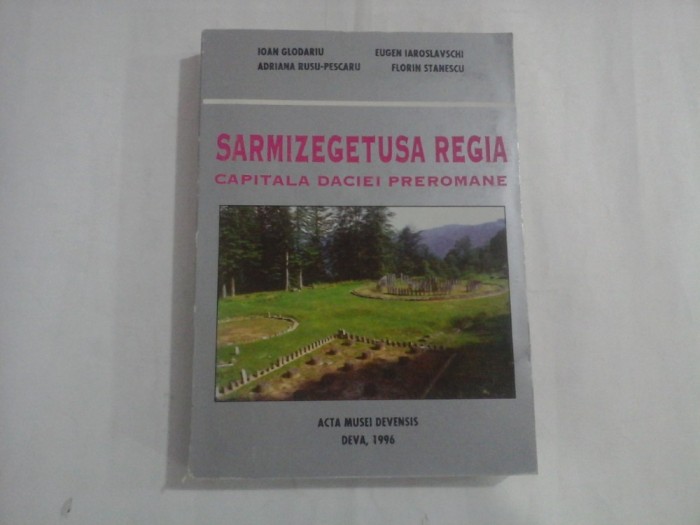 IOAN GLODARIU EUGEN IAROSLAVSCHI
ADRIANA RUSU-PESCARU FLORIN STANESCU
SARMIZEGETUSA REGIA
CAPITALA DACIEI PREROMANE
ACTA MUSEI DEVENSIS
DEVA, 1996